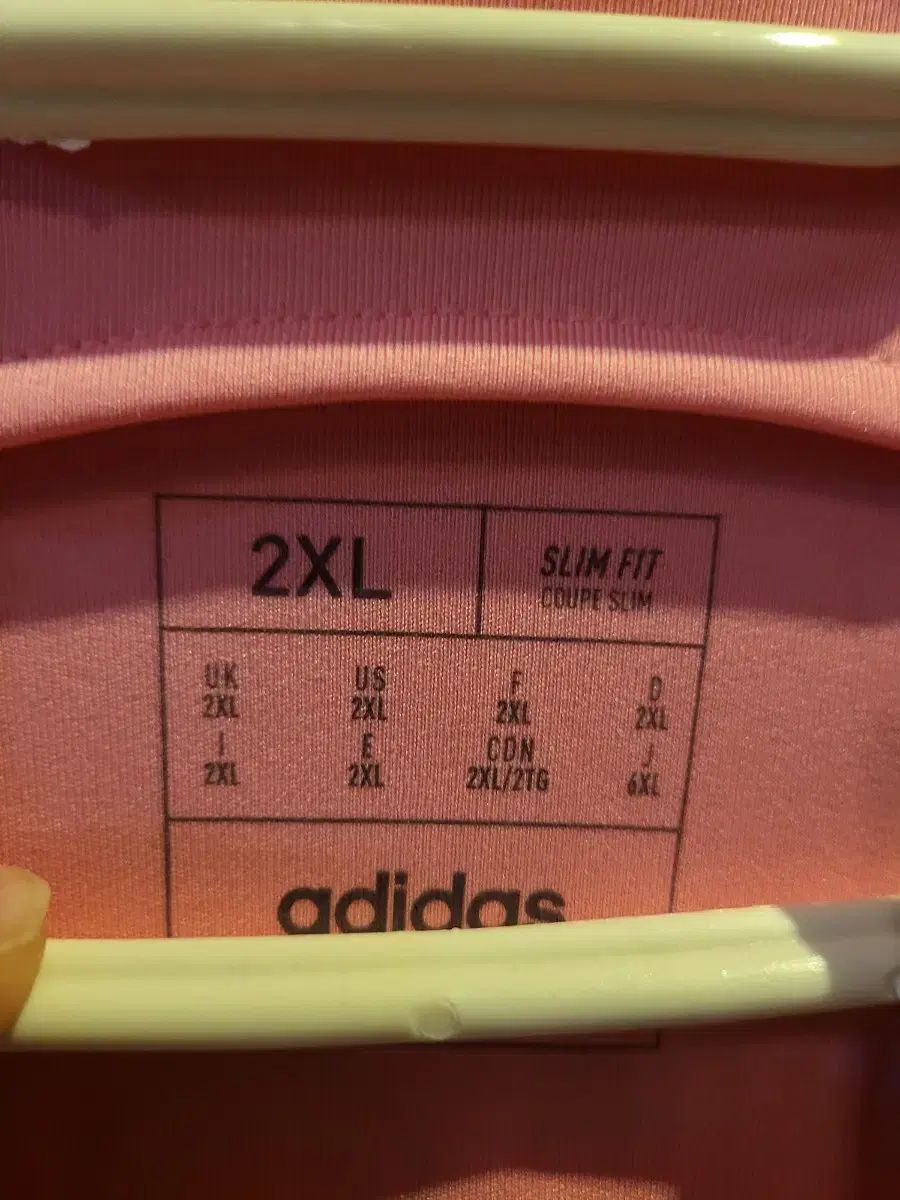 2XL
SLIM FIT
COUPE SLIM
UK US F D
2XL 2XL 2XL 2XL
I E CDN J
2XL 2XL 2XL/2TG 6XL
adidas